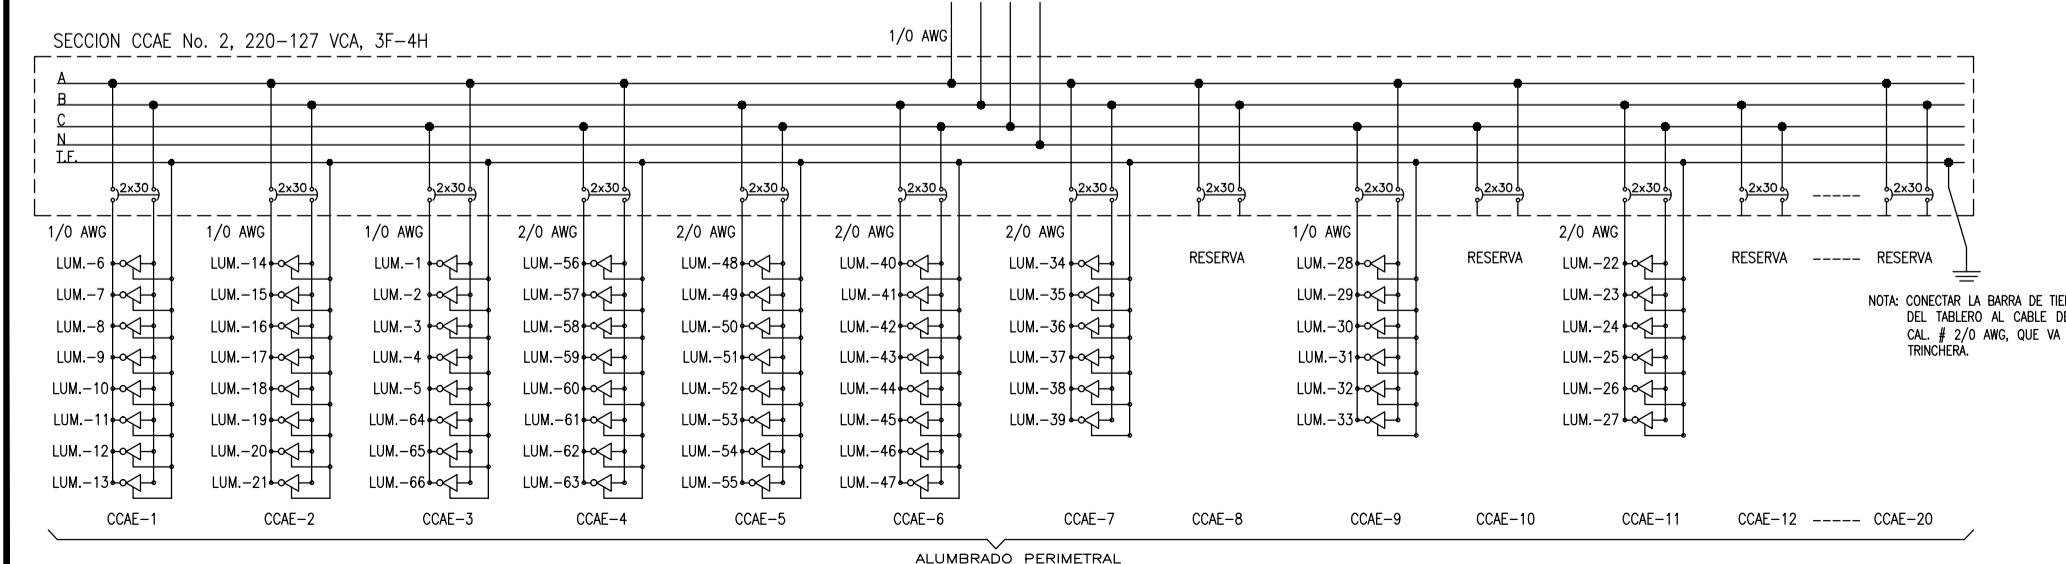 SECCION CCAE No. 2, 220-127 VCA, 3F-4H
1/0 AWG
A
B
C
N
T.F.
2x30 2x30 2x30 2x30 2x30 2x30 2x30 2x30 2x30 2x30 2x30 2x30 ----- 2x30
1/0 AWG 1/0 AWG 1/0 AWG 2/0 AWG 2/0 AWG 2/0 AWG 2/0 AWG 1/0 AWG 2/0 AWG
RESERVA RESERVA RESERVA ----- RESERVA
LUM.-6 LUM.-14 LUM.-1 LUM.-56 LUM.-48 LUM.-40 LUM.-34 LUM.-28 LUM.-22
LUM.-7 LUM.-15 LUM.-2 LUM.-57 LUM.-49 LUM.-41 LUM.-35 LUM.-29 LUM.-23
LUM.-8 LUM.-16 LUM.-3 LUM.-58 LUM.-50 LUM.-42 LUM.-36 LUM.-30 LUM.-24
LUM.-9 LUM.-17 LUM.-4 LUM.-59 LUM.-51 LUM.-43 LUM.-37 LUM.-31 LUM.-25
LUM.-10 LUM.-18 LUM.-5 LUM.-60 LUM.-52 LUM.-44 LUM.-38 LUM.-32 LUM.-26
LUM.-11 LUM.-19 LUM.-64 LUM.-61 LUM.-53 LUM.-45 LUM.-39 LUM.-33 LUM.-27
LUM.-12 LUM.-20 LUM.-65 LUM.-62 LUM.-54 LUM.-46
LUM.-13 LUM.-21 LUM.-66 LUM.-63 LUM.-55 LUM.-47
NOTA: CONECTAR LA BARRA DE
DEL TABLERO AL CABLE
CAL. # 2/0 AWG, QUE VA
TRINCHERA.
CCAE-1 CCAE-2 CCAE-3 CCAE-4 CCAE-5 CCAE-6 CCAE-7 CCAE-8 CCAE-9 CCAE-10 CCAE-11 CCAE-12 ----- CCAE-20
ALUMBRADO PERIMETRAL